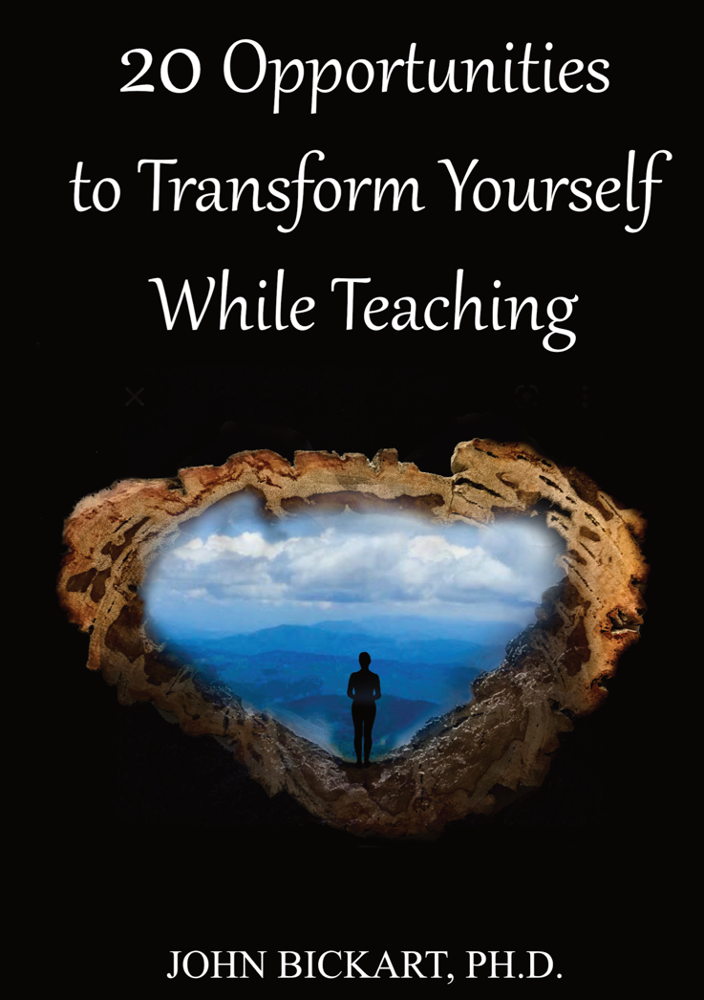 20 Opportunities
to Transform Yourself
While Teaching
JOHN BICKART, PH.D.